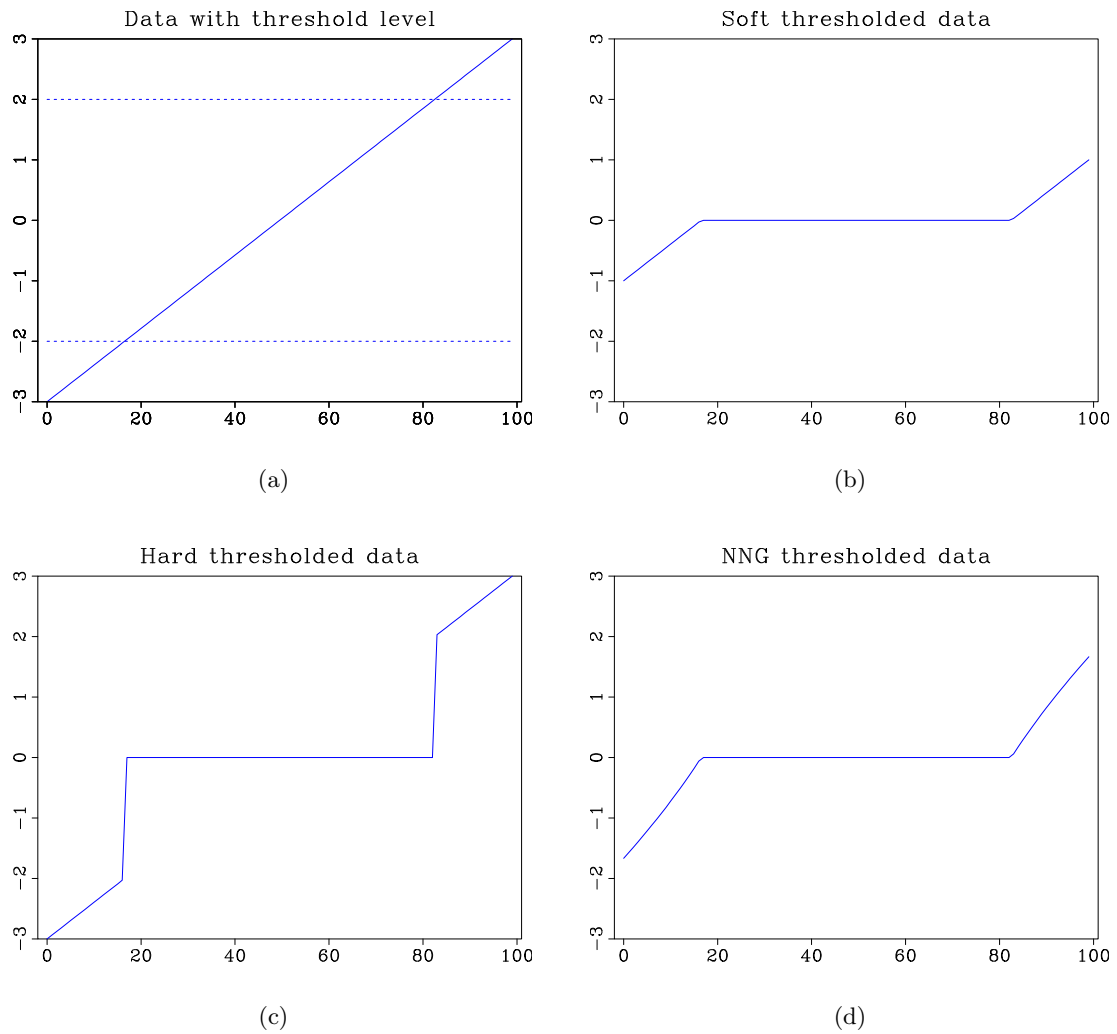 Data with threshold level
3
2
1
0
−1
−2
−3
0 20 40 60 80 100
(a)
Soft thresholded data
3
2
1
0
−1
−2
−3
0 20 40 60 80 100
(b)
Hard thresholded data
3
2
1
0
−1
−2
−3
0 20 40 60 80 100
(c)
NNG thresholded data
3
2
1
0
−1
−2
−3
0 20 40 60 80 100
(d)